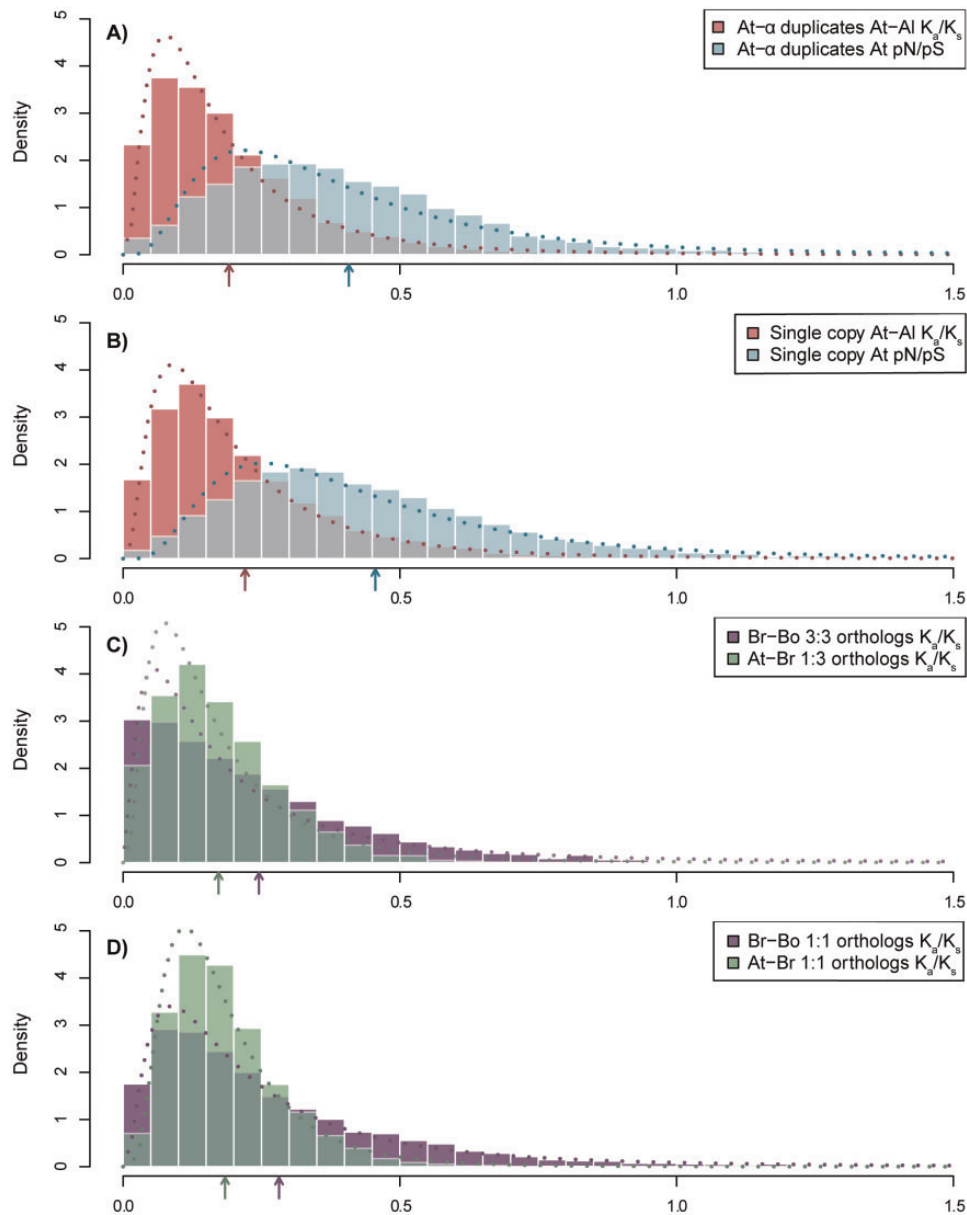 A)
At−α duplicates At−Al Ka/Ks
At−α duplicates At pN/pS
Density
0 1 2 3 4 5
0.0 0.5 1.0 1.5
B)
Single copy At−Al Ka/Ks
Single copy At pN/pS
Density
0 1 2 3 4 5
0.0 0.5 1.0 1.5
C)
Br−Bo 3:3 orthologs Ka/Ks
At−Br 1:3 orthologs Ka/Ks
Density
0 1 2 3 4 5
0.0 0.5 1.0 1.5
D)
Br−Bo 1:1 orthologs Ka/Ks
At−Br 1:1 orthologs Ka/Ks
Density
0 1 2 3 4 5
0.0 0.5 1.0 1.5